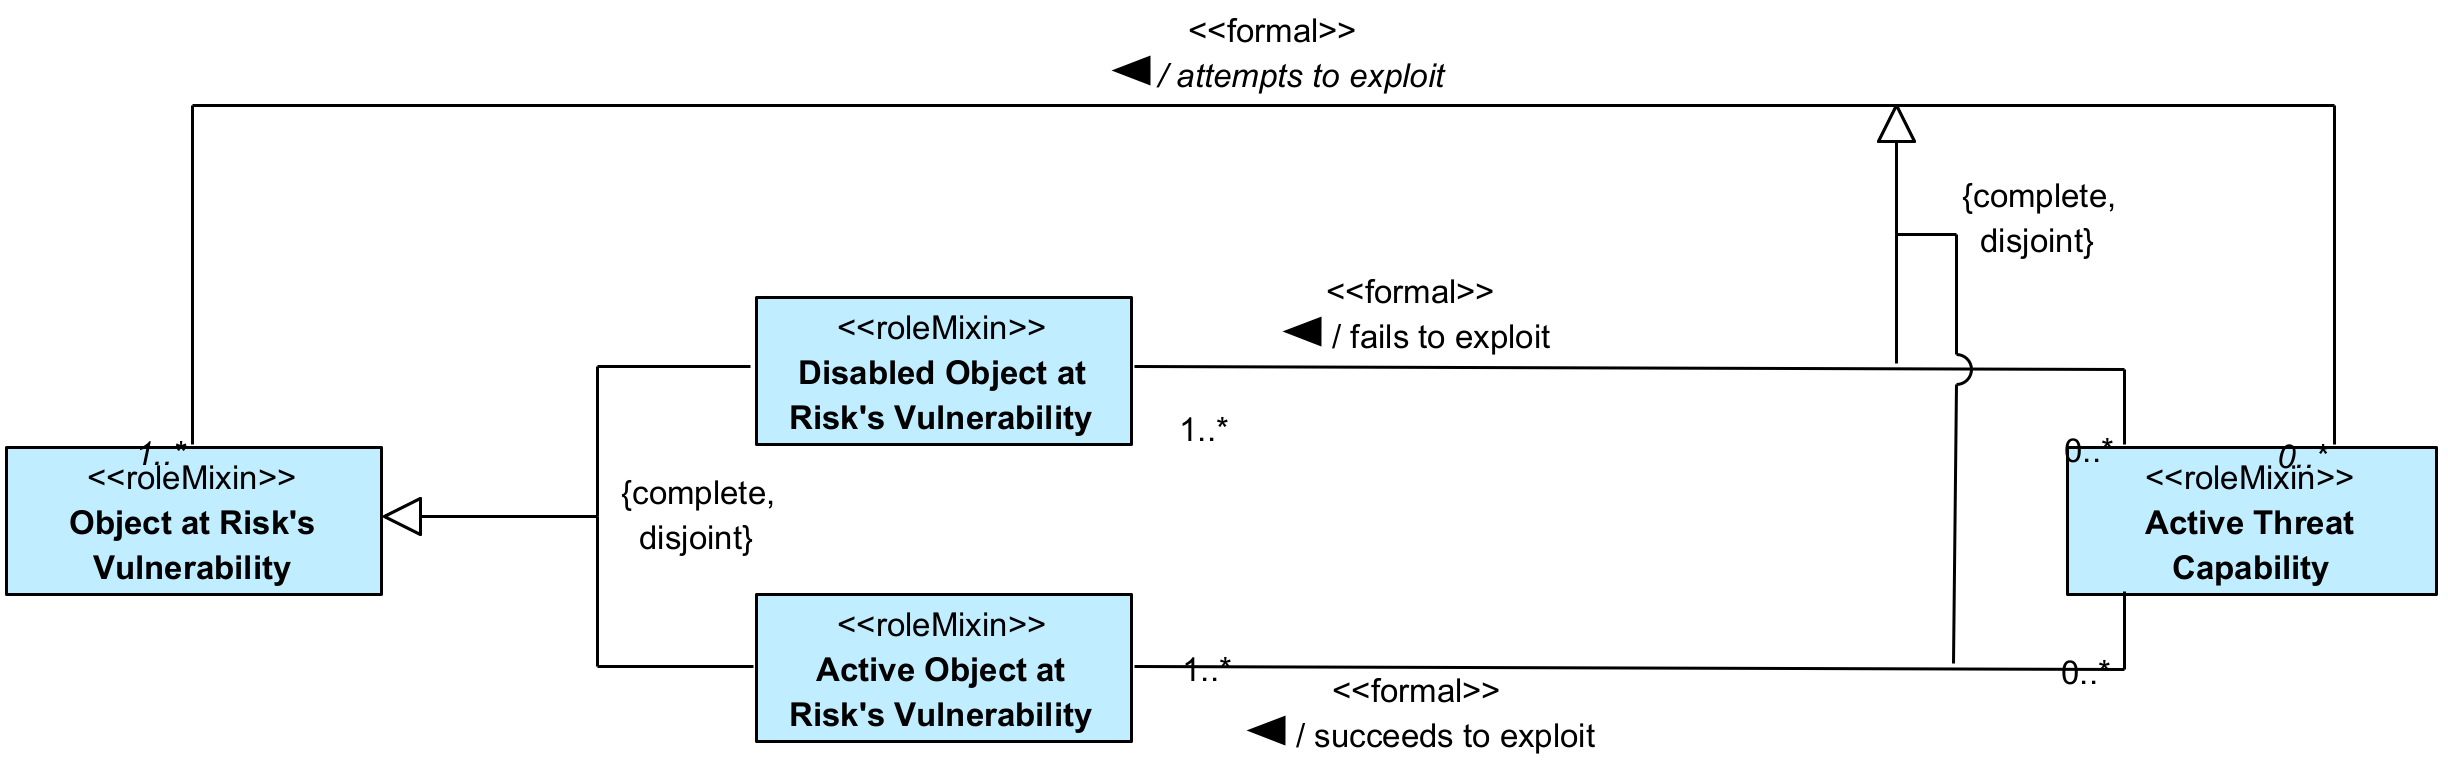 <<formal>>
/ attempts to exploit
{complete,
disjoint}
<<formal>>
/ fails to exploit
<<roleMixin>>
Disabled Object at
Risk's Vulnerability
1..*
0..*
0..*
1..*
<<roleMixin>>
Object at Risk's
Vulnerability
{complete,
disjoint}
<<roleMixin>>
Active Threat
Capability
<<roleMixin>>
Active Object at
Risk's Vulnerability
1..*
0..*
<<formal>>
/ succeeds to exploit